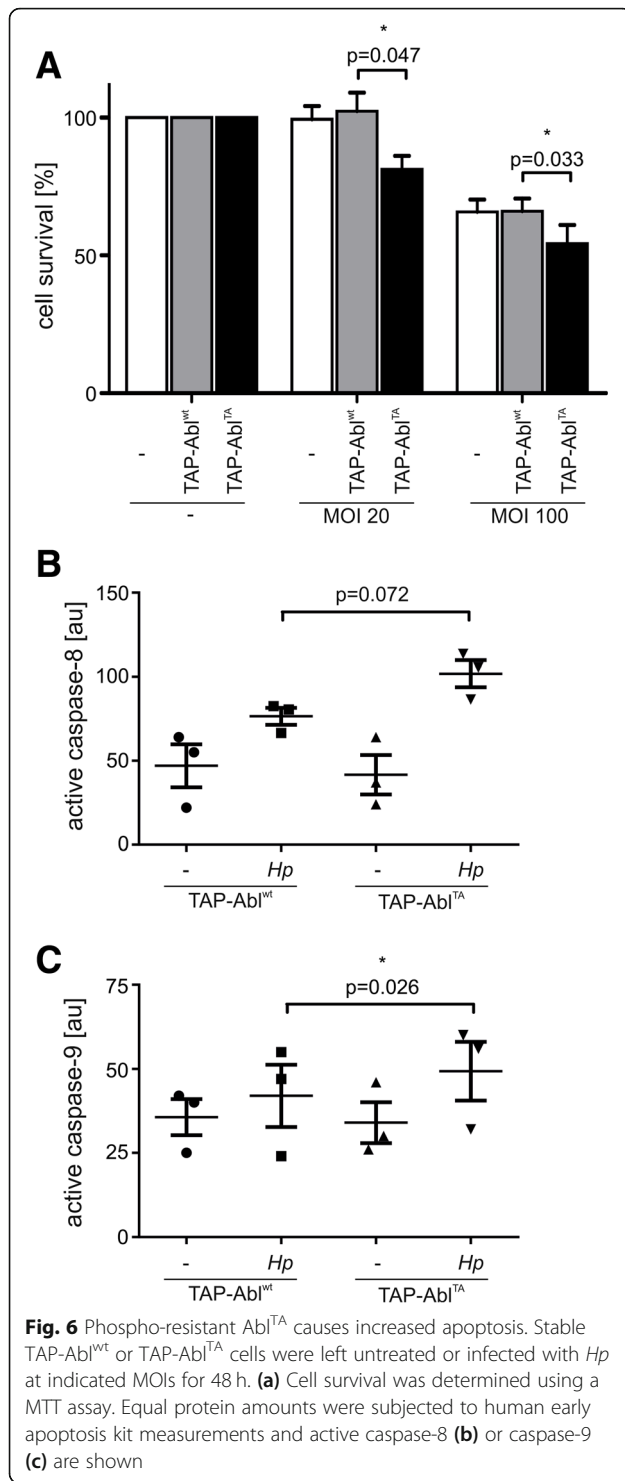 A
*
p=0.047
*
p=0.033
cell survival [%]
100
50
0
- TAP-Abl^wt TAP-Abl^TA - TAP-Abl^wt TAP-Abl^TA - TAP-Abl^wt TAP-Abl^TA
- MOI 20 MOI 100
B
p=0.072
active caspase-8 [au]
150
100
50
0
- Hp - Hp
TAP-Abl^wt TAP-Abl^TA
C
*
p=0.026
active caspase-9 [au]
75
50
25
0
- Hp - Hp
TAP-Abl^wt TAP-Abl^TA
Fig. 6 Phospho-resistant Abl^TA causes increased apoptosis. Stable
TAP-Abl^wt or TAP-Abl^TA cells were left untreated or infected with Hp
at indicated MOIs for 48 h. (a) Cell survival was determined using a
MTT assay. Equal protein amounts were subjected to human early
apoptosis kit measurements and active caspase-8 (b) or caspase-9
(c) are shown